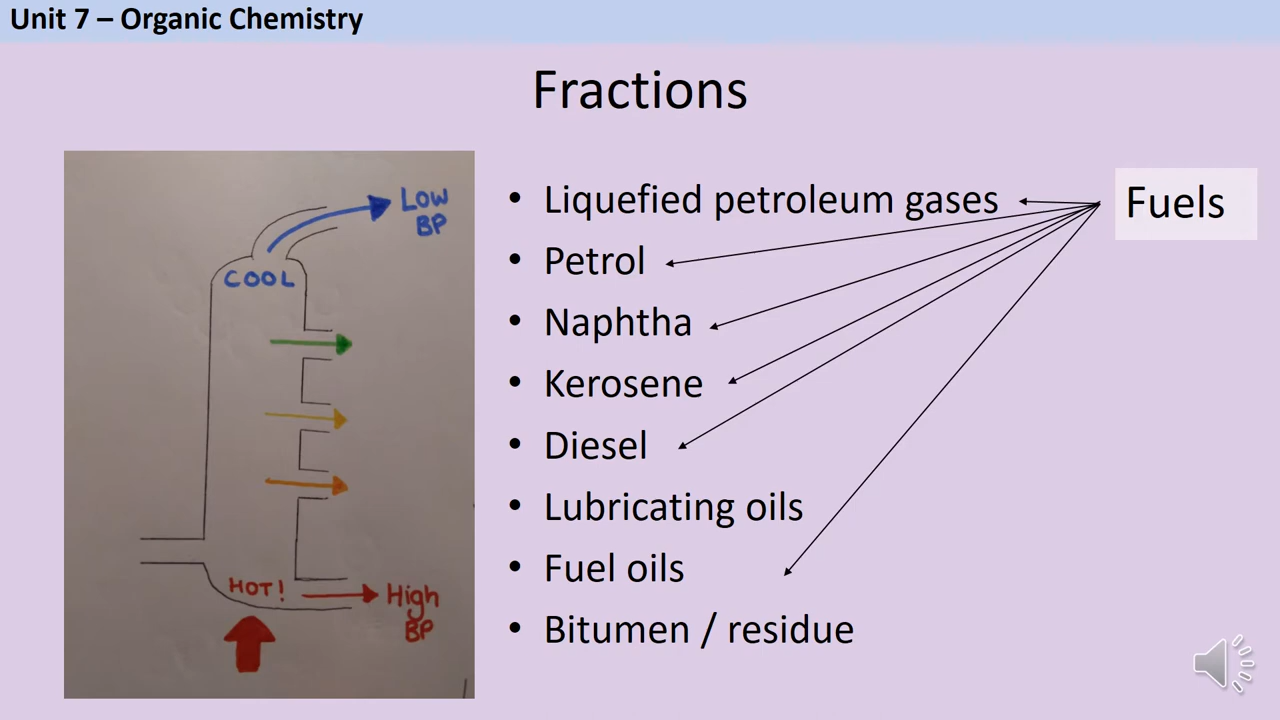 Unit 7 – Organic Chemistry
Fractions
LOW
BP
COOL
HOT!
High
BP
• Liquefied petroleum gases
• Petrol
• Naphtha
• Kerosene
• Diesel
• Lubricating oils
• Fuel oils
• Bitumen / residue
Fuels